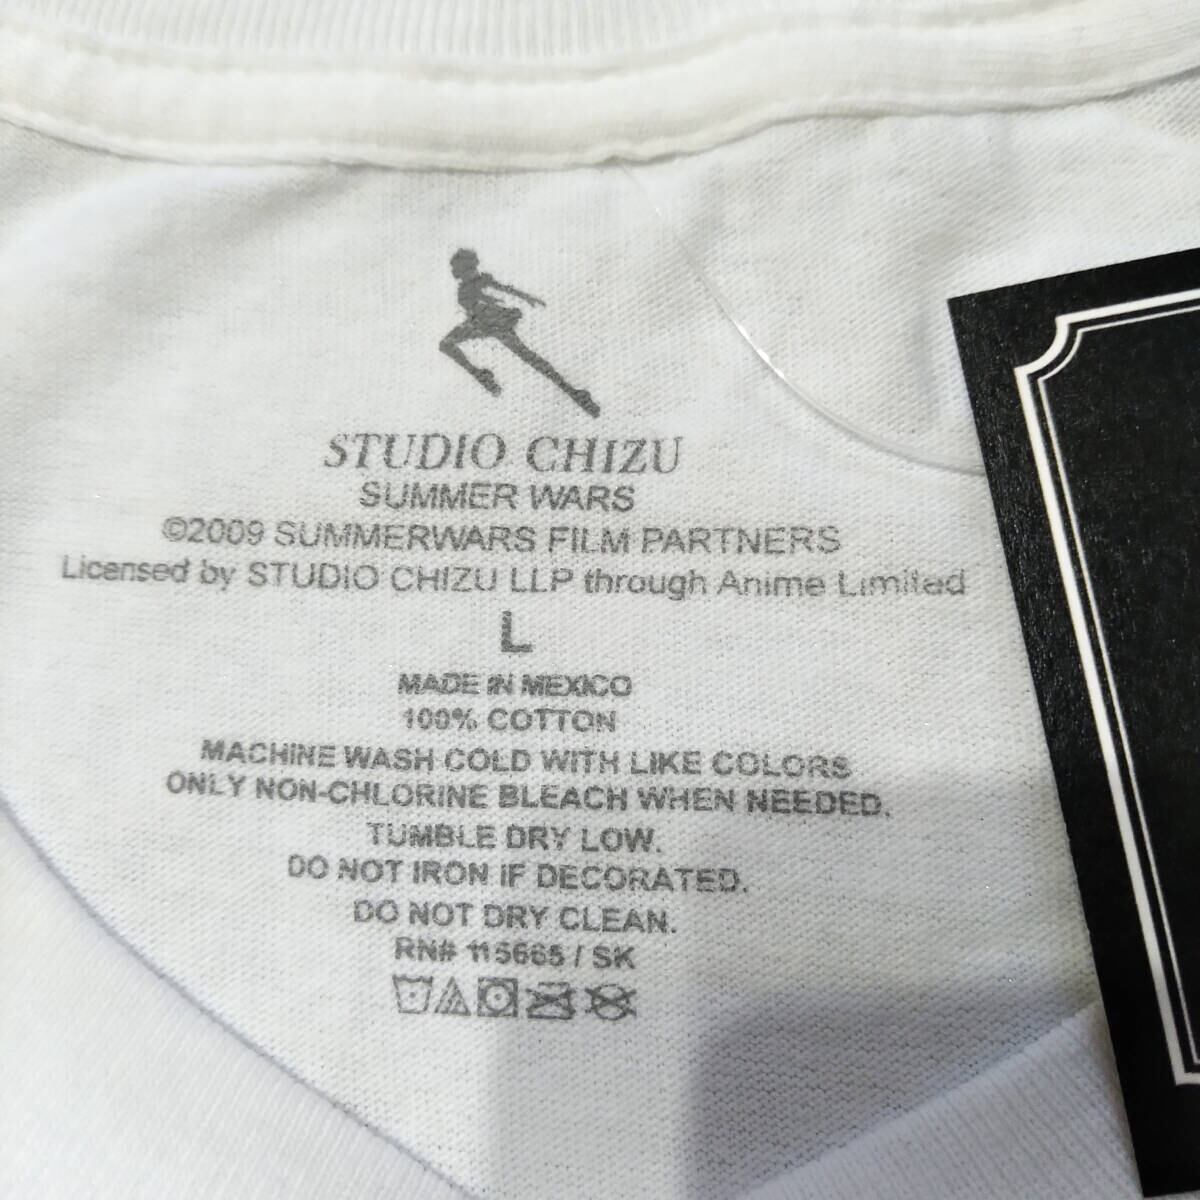 STUDIO CHIZU
SUMMER WARS
©2009 SUMMERWARS FILM PARTNERS
Licensed by STUDIO CHIZU LLP through Anime Limited
L
MADE IN MEXICO
100% COTTON
MACHINE WASH COLD WITH LIKE COLORS
ONLY NON-CHLORINE BLEACH WHEN NEEDED.
TUMBLE DRY LOW.
DO NOT IRON IF DECORATED.
DO NOT DRY CLEAN.
RN# 115665 / SK